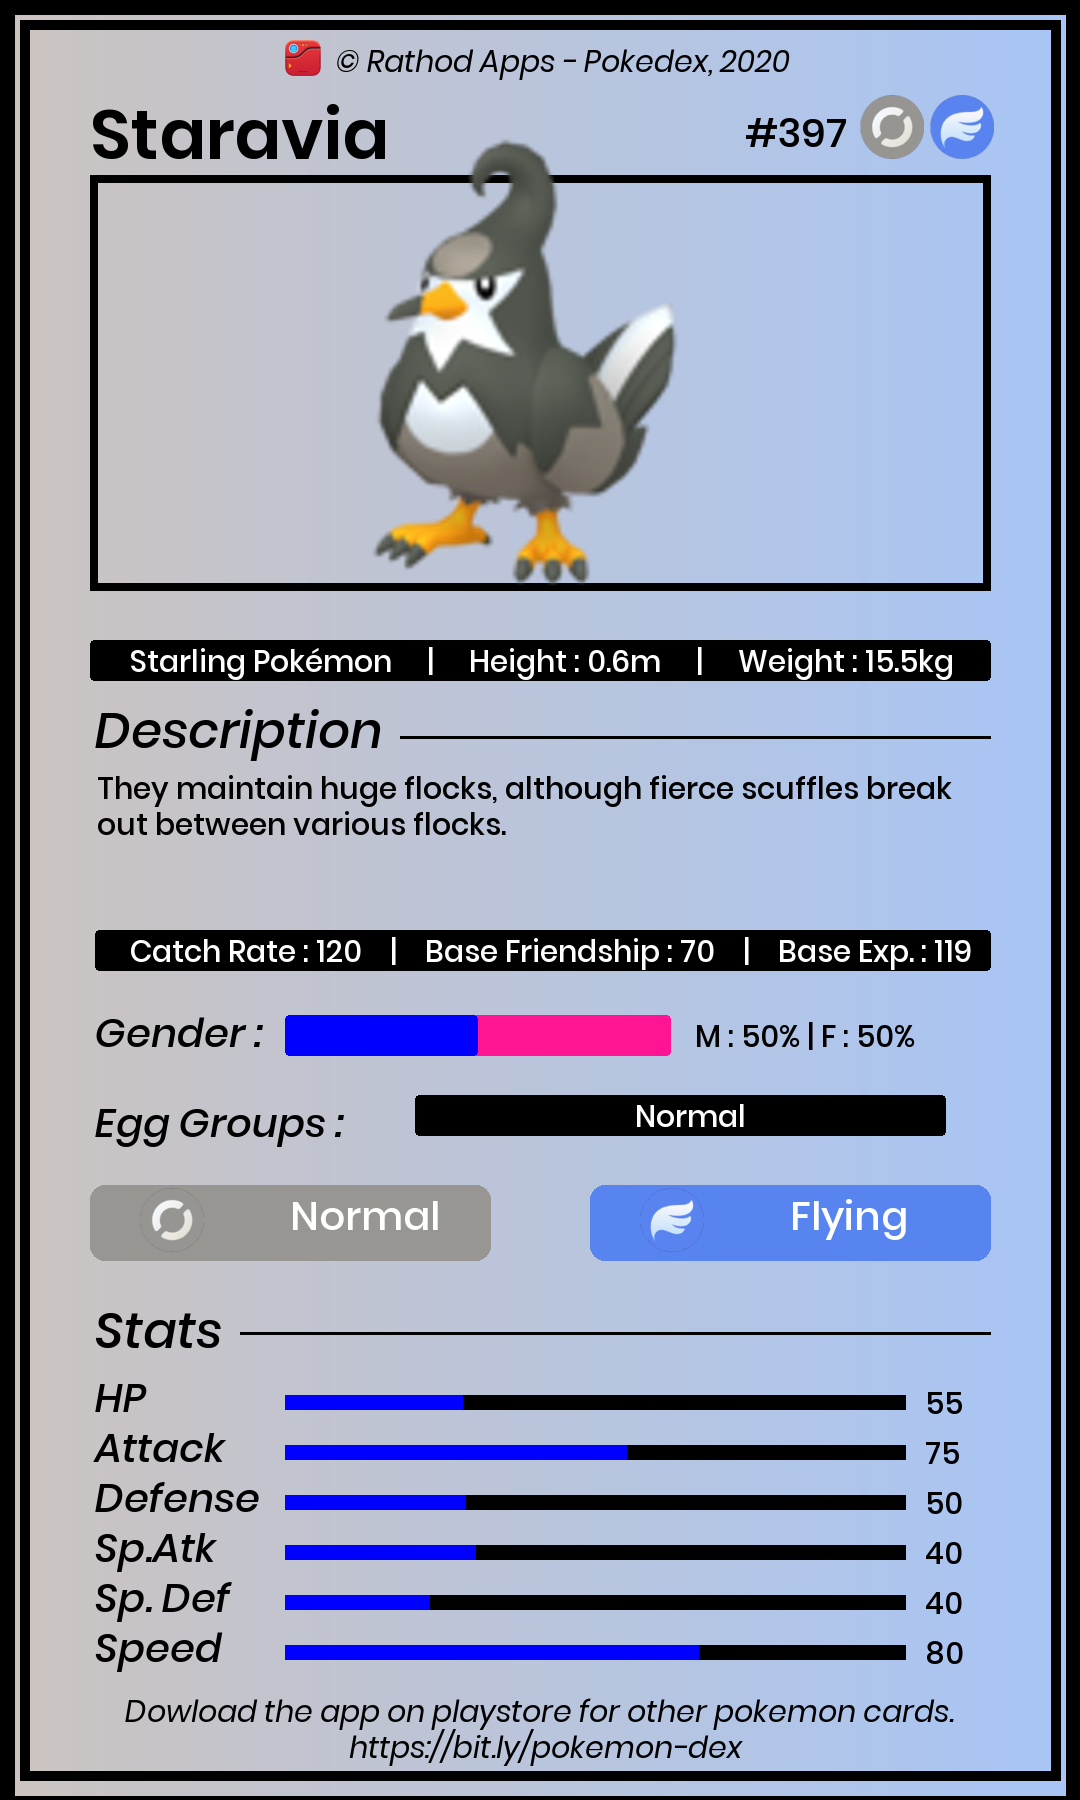 © Rathod Apps - Pokedex, 2020
Staravia #397
Starling Pokémon | Height : 0.6m | Weight : 15.5kg
Description
They maintain huge flocks, although fierce scuffles break
out between various flocks.
Catch Rate : 120 | Base Friendship : 70 | Base Exp. : 119
Gender : M : 50% | F : 50%
Egg Groups : Normal
Normal Flying
Stats
HP 55
Attack 75
Defense 50
Sp.Atk 40
Sp. Def 40
Speed 80
Dowload the app on playstore for other pokemon cards.
https://bit.ly/pokemon-dex